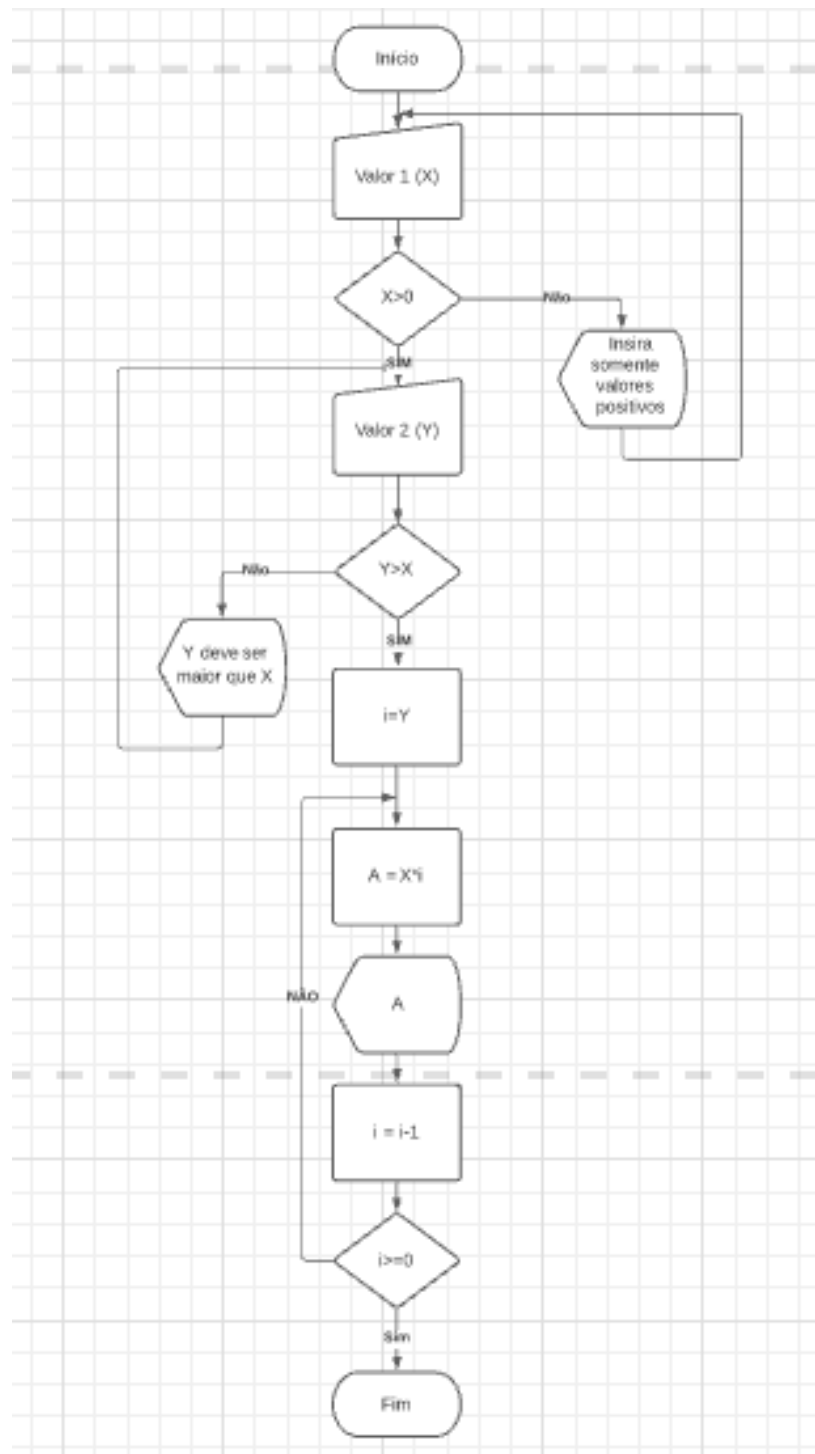 Início
Valor 1 (X)
X>0
Não
Insira
somente
valores
positivos
SIM
Valor 2 (Y)
Y>X
Não
Y deve ser
maior que X
SIM
i=Y
A = X*i
A
NÃO
i = i-1
i>=0
Sim
Fim